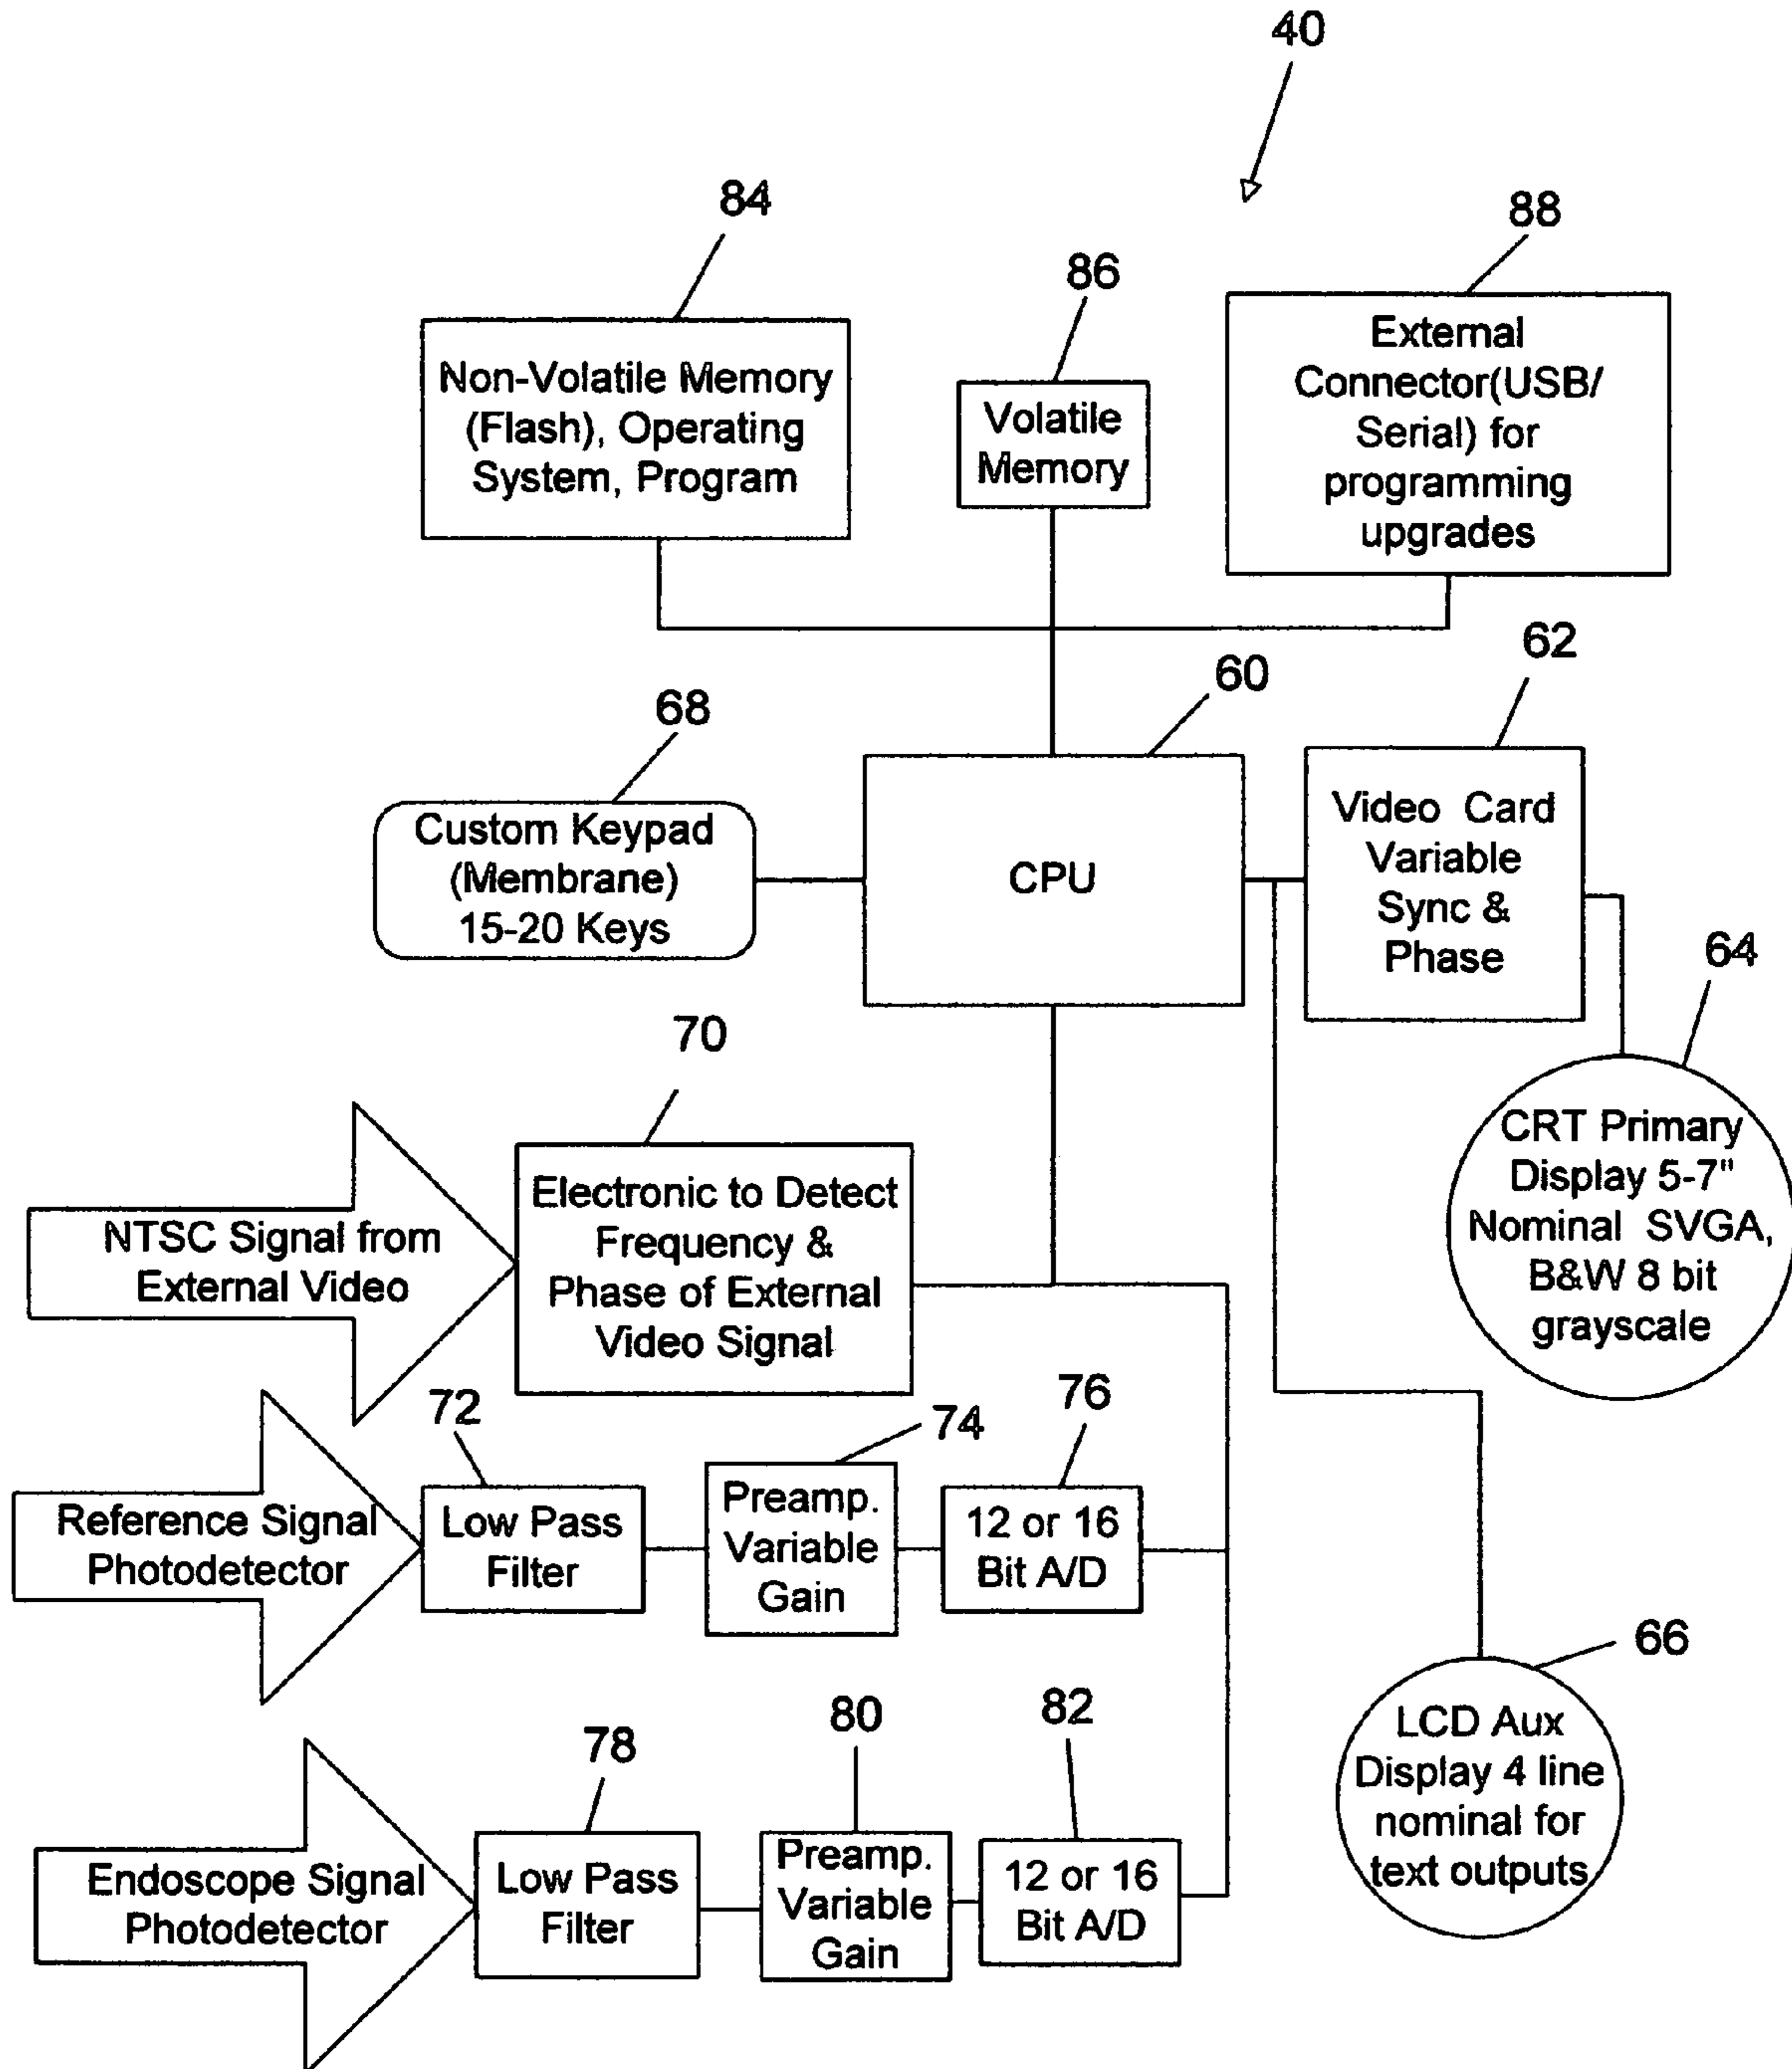 40
84
88
86
Non-Volatile Memory
(Flash), Operating
System, Program
Volatile
Memory
External
Connector(USB/
Serial) for
programming
upgrades
62
60
68
Custom Keypad
(Membrane)
15-20 Keys
CPU
Video Card
Variable
Sync &
Phase
64
70
CRT Primary
Display 5-7"
Nominal SVGA,
B&W 8 bit
grayscale
NTSC Signal from
External Video
Electronic to Detect
Frequency &
Phase of External
Video Signal
72
74
76
Reference Signal
Photodetector
Low Pass
Filter
Preamp.
Variable
Gain
12 or 16
Bit A/D
66
78
80
82
LCD Aux
Display 4 line
nominal for
text outputs
Endoscope Signal
Photodetector
Low Pass
Filter
Preamp.
Variable
Gain
12 or 16
Bit A/D